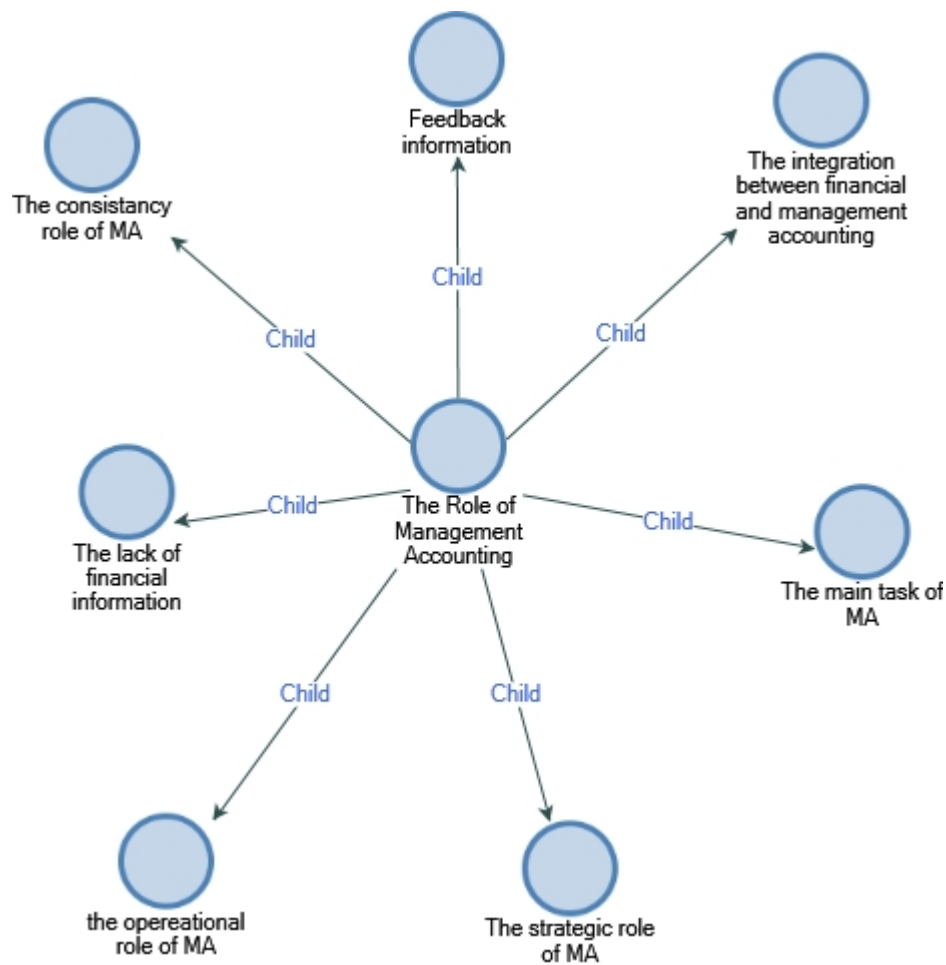 Feedback
information
The consistancy
role of MA
The integration
between financial
and management
accounting
Child
Child
Child
The Role of
Management
Accounting
Child
Child
The lack of
financial
information
The main task of
MA
Child
Child
the opereational
role of MA
The strategic role
of MA